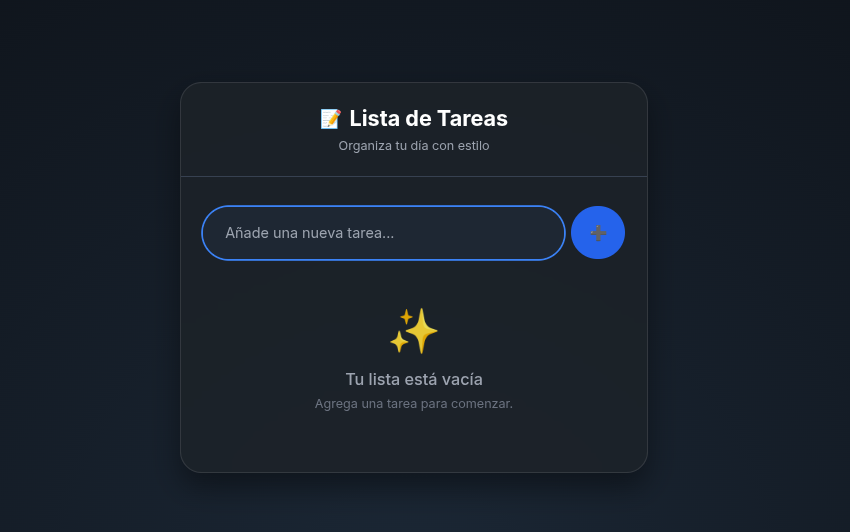 📝 Lista de Tareas
Organiza tu día con estilo
Añade una nueva tarea...
Tu lista está vacía
Agrega una tarea para comenzar.